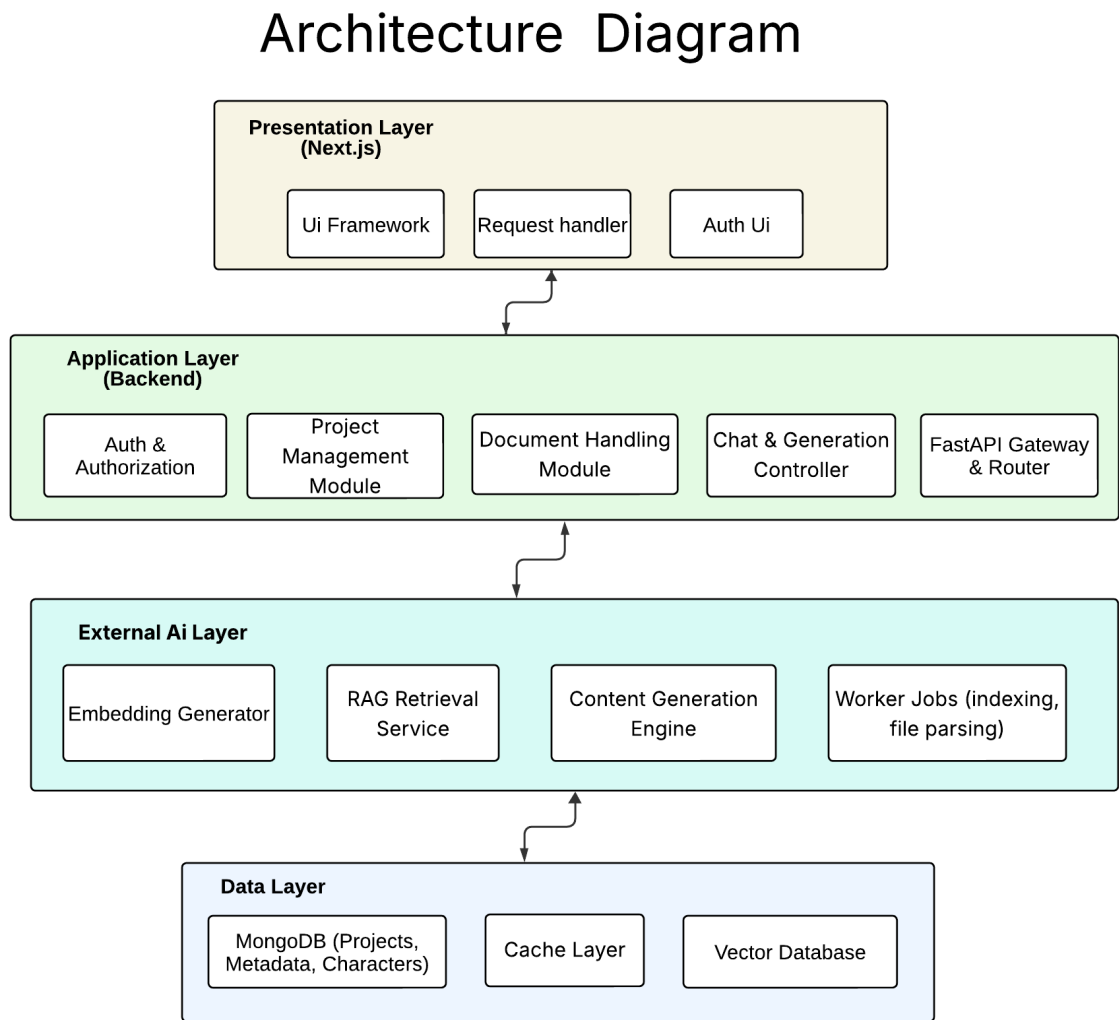 Architecture Diagram
Presentation Layer
(Next.js)
Ui Framework
Request handler
Auth Ui
Application Layer
(Backend)
Auth &
Authorization
Project
Management
Module
Document Handling
Module
Chat & Generation
Controller
FastAPI Gateway
& Router
External Ai Layer
Embedding Generator
RAG Retrieval
Service
Content Generation
Engine
Worker Jobs (indexing,
file parsing)
Data Layer
MongoDB (Projects,
Metadata, Characters)
Cache Layer
Vector Database